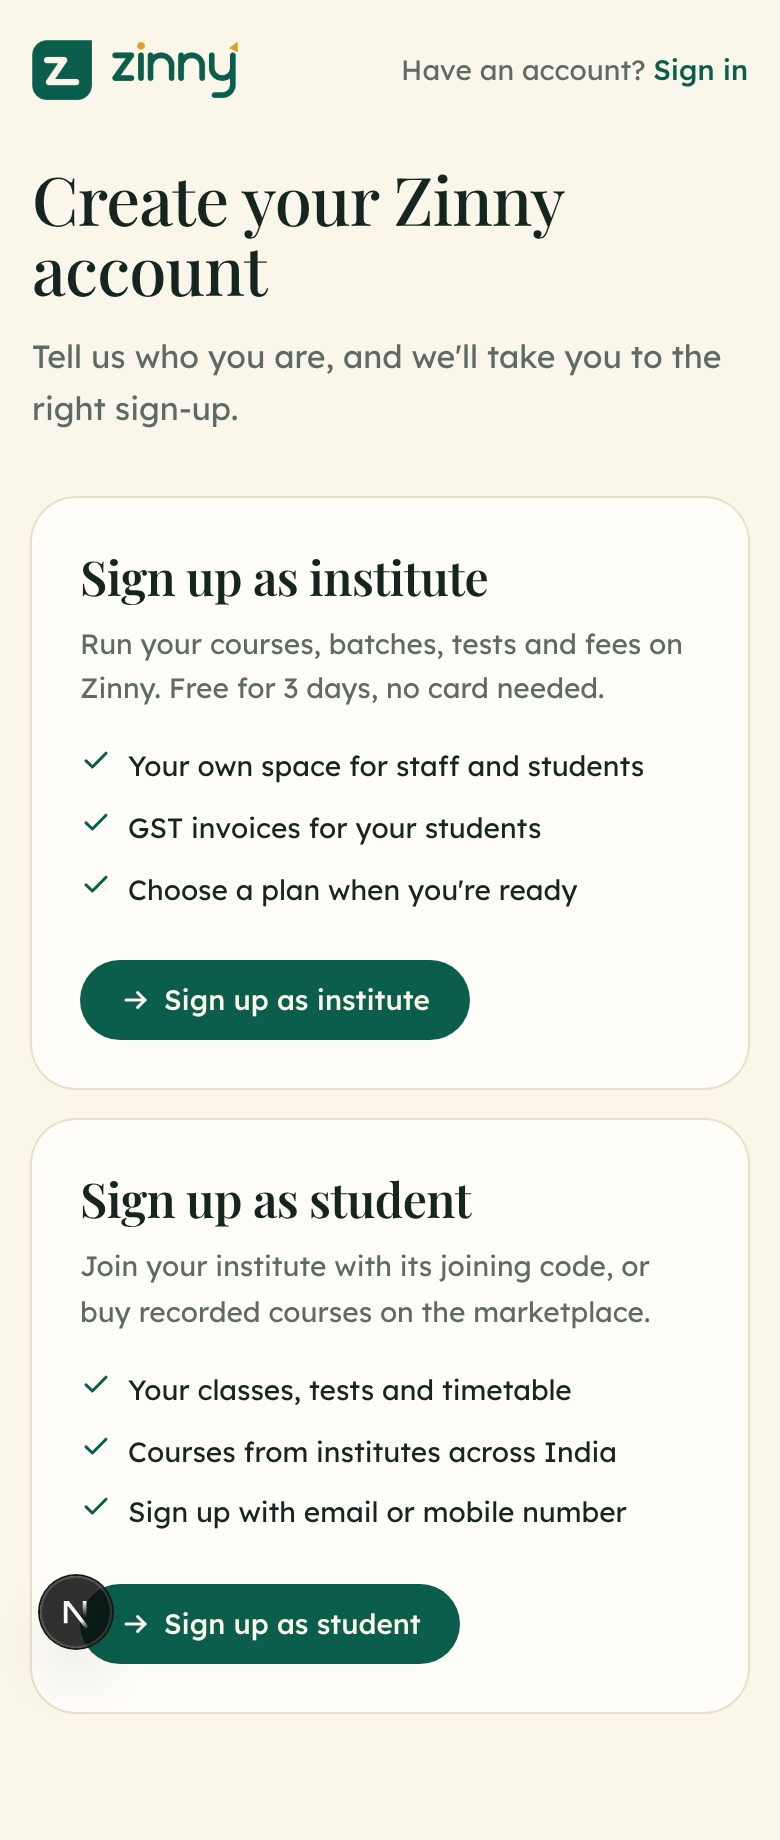 z zinny
Have an account? Sign in
Create your Zinny
account
Tell us who you are, and we'll take you to the
right sign-up.
Sign up as institute
Run your courses, batches, tests and fees on
Zinny. Free for 3 days, no card needed.
Your own space for staff and students
GST invoices for your students
Choose a plan when you're ready
→ Sign up as institute
Sign up as student
Join your institute with its joining code, or
buy recorded courses on the marketplace.
Your classes, tests and timetable
Courses from institutes across India
Sign up with email or mobile number
N
→ Sign up as student